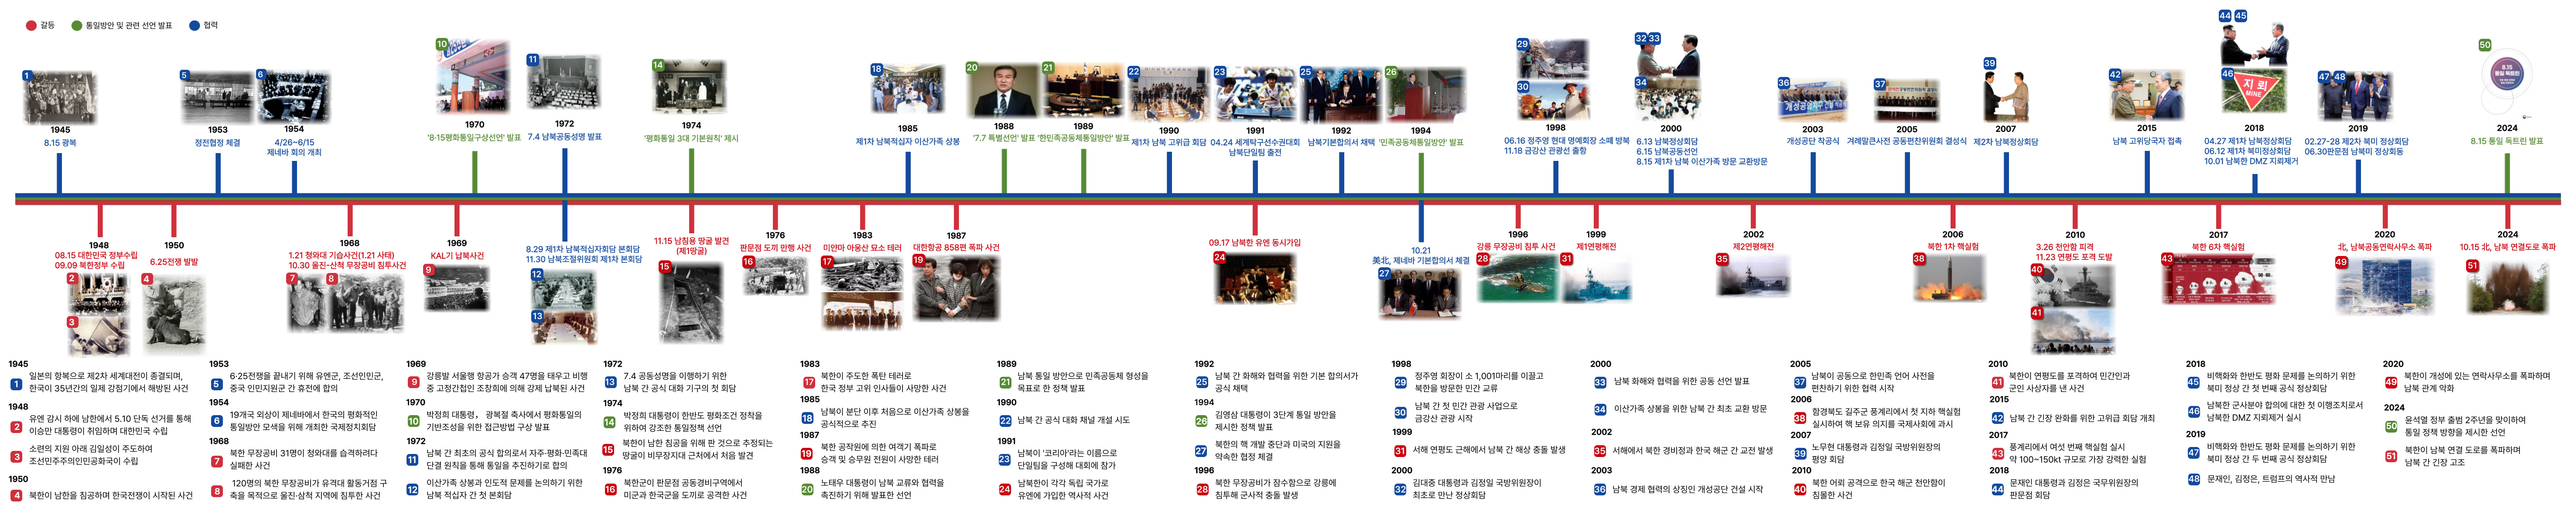 갈등
통일방안 및 관련 선언 발표
협력
1
1945
8.15 광복
5
1953
정전협정 체결
6
1954
4/26~6/15
제네바 회의 개최
10
1970
'8·15평화통일구상선언' 발표
11
1972
7.4 남북공동성명 발표
14
1974
'평화통일 3대 기본원칙' 제시
18
1985
제1차 남북적십자 이산가족 상봉
20
1988
'7.7 특별선언' 발표
21
1989
'한민족공동체통일방안' 발표
22
1990
제1차 남북 고위급 회담
23
1991
04.24 세계탁구선수권대회
남북단일팀 출전
25
1992
남북기본합의서 채택
26
1994
'민족공동체통일방안' 발표
29
30
1998
06.16 정주영 현대 명예회장 소떼 방북
11.18 금강산 관광선 출항
32 33
34
2000
6.13 남북정상회담
6.15 남북공동선언
8.15 제1차 남북 이산가족 방문 교환방문
36
2003
개성공단 착공식
37
2005
겨레말큰사전 공동편찬위원회 결성식
39
2007
제2차 남북정상회담
42
2015
남북 고위당국자 접촉
44 45
46
지뢰
MINE
2018
04.27 제1차 남북정상회담
06.12 제1차 북미정상회담
10.01 남북한 DMZ 지뢰제거
47 48
2019
02.27-28 제2차 북미 정상회담
06.30판문점 남북미 정상회동
50
8.15
통일 독트린
2024
8.15 통일 독트린 발표
1948
08.15 대한민국 정부수립
09.09 북한정부 수립
2
3
1950
6.25전쟁 발발
4
1968
1.21 청와대 기습사건(1.21 사태)
10.30 울진-산척 무장공비 침투사건
7
8
1969
KAL기 납북사건
9
8.29 제1차 남북적십자회담 본회담
11.30 남북조절위원회 제1차 본회담
12
13
11.15 남침용 땅굴 발견
(제1땅굴)
15
1976
판문점 도끼 만행 사건
16
1983
미얀마 아웅산 묘소 테러
17
1987
대한항공 858편 폭파 사건
19
09.17 남북한 유엔 동시가입
24
10.21
美北, 제네바 기본합의서 체결
27
1996
강릉 무장공비 침투 사건
28
1999
제1연평해전
31
2002
제2연평해전
35
2006
북한 1차 핵실험
38
2010
3.26 천안함 피격
11.23 연평도 포격 도발
40
41
2017
북한 6차 핵실험
43
2020
北, 남북공동연락사무소 폭파
49
2024
10.15 北, 남북 연결도로 폭파
51
1945
1 일본의 항복으로 제2차 세계대전이 종결되며,
한국이 35년간의 일제 강점기에서 해방된 사건
1948
2 유엔 감시 하에 남한에서 5.10 단독 선거를 통해
이승만 대통령이 취임하며 대한민국 수립
3 소련의 지원 아래 김일성이 주도하여
조선민주주의인민공화국이 수립
1950
4 북한이 남한을 침공하며 한국전쟁이 시작된 사건
1953
5 6·25전쟁을 끝내기 위해 유엔군, 조선인민군,
중국 인민지원군 간 휴전에 합의
1954
6 19개국 외상이 제네바에서 한국의 평화적인
통일방안 모색을 위해 개최한 국제정치회담
1968
7 북한 무장공비 31명이 청와대를 습격하려다
실패한 사건
8 120명의 북한 무장공비가 유격대 활동거점 구
축을 목적으로 울진-삼척 지역에 침투한 사건
1969
9 강릉발 서울행 항공기 승객 47명을 태우고 비행
중 고정간첩인 조창희에 의해 강제 납북된 사건
1970
10 박정희 대통령, 광복절 축사에서 평화통일의
기반조성을 위한 접근방법 구상 발표
1972
11 남북 간 최초의 공식 합의로서 자주·평화·민족대
단결 원칙을 통해 통일을 추진하기로 합의
12 이산가족 상봉과 인도적 문제를 논의하기 위한
남북 적십자 간 첫 본회담
1972
13 7.4 공동성명을 이행하기 위한
남북 간 공식 대화 기구의 첫 회담
1974
14 박정희 대통령이 한반도 평화조건 정착을
위하여 강조한 통일정책 선언
15 북한이 남한 침공을 위해 판 것으로 추정되는
땅굴이 비무장지대 근처에서 처음 발견
1976
16 북한군이 판문점 공동경비구역에서
미군과 한국군을 도끼로 공격한 사건
1983
17 북한이 주도한 폭탄 테러로
한국 정부 고위 인사들이 사망한 사건
1985
18 남북이 분단 이후 처음으로 이산가족 상봉을
공식적으로 추진
1987
19 북한 공작원에 의한 여객기 폭파로
승객 및 승무원 전원이 사망한 테러
1988
20 노태우 대통령이 남북 교류와 협력을
촉진하기 위해 발표한 선언
1989
21 남북한 통일 방안으로 민족공동체 형성을
목표로 한 정책 발표
1990
22 남북 간 공식 대화 채널 개설 시도
1991
23 남북이 '코리아'라는 이름으로
단일팀을 구성해 대회에 참가
24 남북한이 각각 독립 국가로
유엔에 가입한 역사적 사건
1992
25 남북 간 화해와 협력을 위한 기본 합의서가
공식 채택
1994
26 김영삼 대통령이 3단계 통일 방안을
제시한 정책 발표
27 북한의 핵 개발 중단과 미국의 지원을
약속한 협정 체결
1996
28 북한 무장공비가 잠수함으로 강릉에
침투해 군사적 충돌 발생
1998
29 정주영 회장이 소 1,001마리를 이끌고
북한을 방문한 민간 교류
30 남북 간 첫 민간 관광 사업으로
금강산 관광 시작
1999
31 서해 연평도 근해에서 남북 간 해상 충돌 발생
2000
32 김대중 대통령과 김정일 국방위원장이
최초로 만난 정상회담
2000
33 남북 화해와 협력을 위한 공동 선언 발표
34 이산가족 상봉을 위한 남북 간 최초 교환 방문
2002
35 서해에서 북한 경비정과 한국 해군 간 교전 발생
2003
36 남북 경제 협력의 상징인 개성공단 건설 시작
2005
37 남북이 공동으로 한민족 언어 사전을
편찬하기 위한 협력 시작
2006
38 함경북도 길주군 풍계리에서 첫 지하 핵실험
실시하여 핵 보유 의지를 국제사회에 과시
2007
39 노무현 대통령과 김정일 국방위원장의
평양 회담
2010
40 북한 어뢰 공격으로 한국 해군 천안함이
침몰한 사건
2010
41 북한이 연평도를 포격하여 민간인과
군인 사상자를 낸 사건
2015
42 남북 간 긴장 완화를 위한 고위급 회담 개최
2017
43 풍계리에서 여섯 번째 핵실험 실시
약 100~150kt 규모로 가장 강력한 실험
2018
44 문재인 대통령과 김정은 국무위원장의
판문점 회담
2018
45 비핵화와 한반도 평화 문제를 논의하기 위한
북미 정상 간 첫 번째 공식 정상회담
46 남북한 군사분야 합의에 대한 첫 이행조치로서
남북한 DMZ 지뢰제거 실시
2019
47 비핵화와 한반도 평화 문제를 논의하기 위한
북미 정상 간 두 번째 공식 정상회담
48 문재인, 김정은, 트럼프의 역사적 만남
2020
49 북한이 개성에 있는 연락사무소를 폭파하며
남북 관계 악화
2024
50 윤석열 정부 출범 2주년을 맞이하여
통일 정책 방향을 제시한 선언
51 북한이 남북 연결 도로를 폭파하며
남북 간 긴장 고조